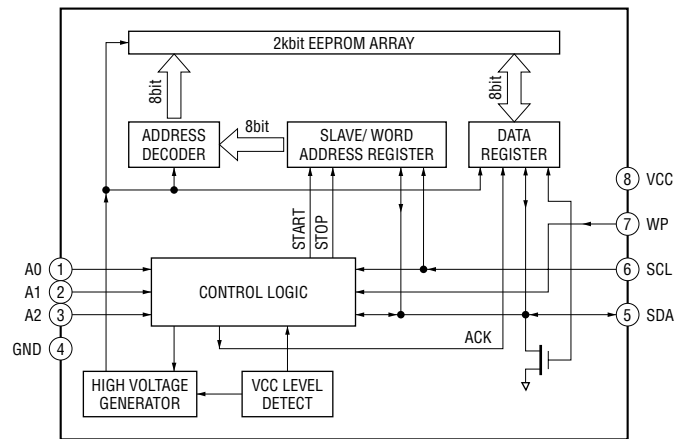 2kbit EEPROM ARRAY
8bit
8bit
8bit
ADDRESS
DECODER
SLAVE/ WORD
ADDRESS REGISTER
DATA
REGISTER
8 VCC
7 WP
START
STOP
A0 1
A1 2
A2 3
GND 4
CONTROL LOGIC
6 SCL
5 SDA
ACK
HIGH VOLTAGE
GENERATOR
VCC LEVEL
DETECT